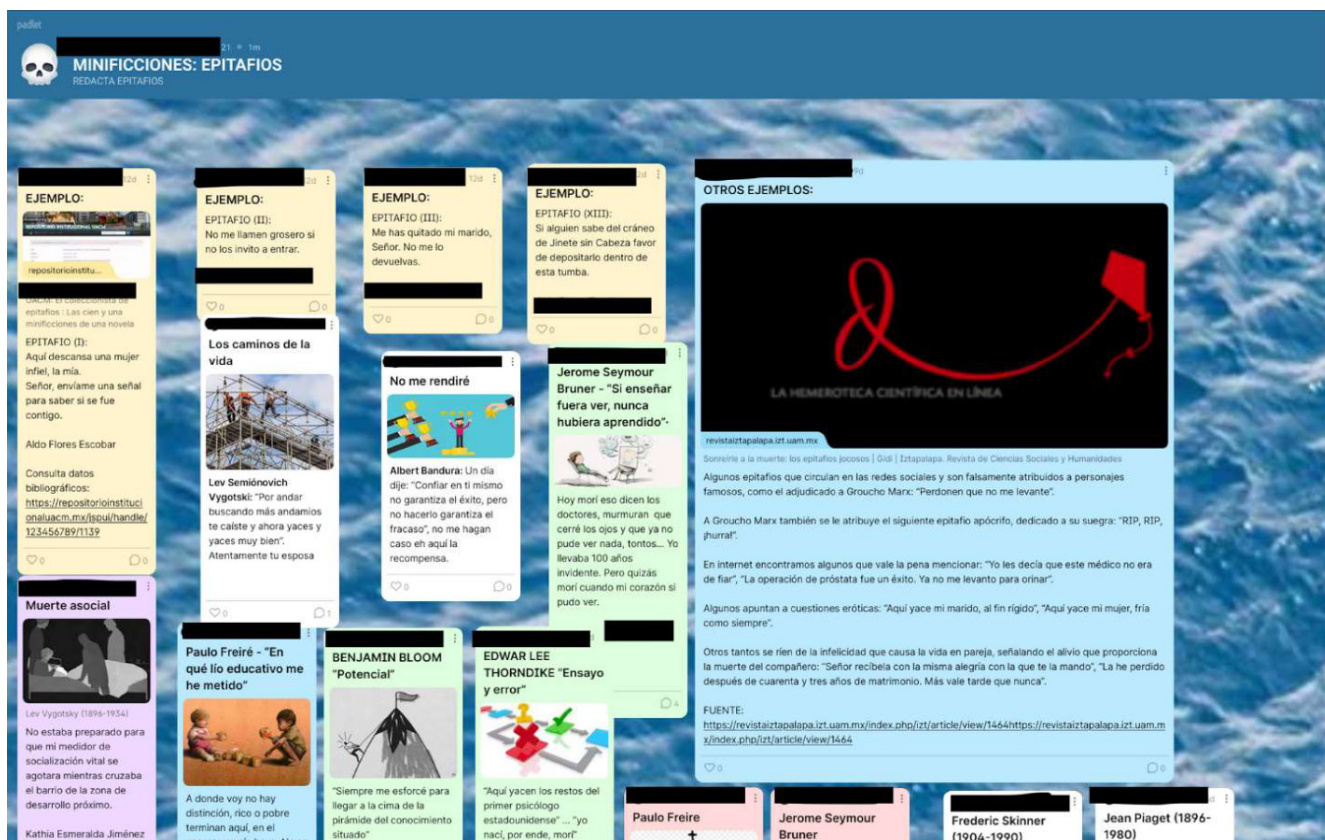 padlet
21 1m
MINIFICCIONES: EPITAFIOS
REDACTA EPITAFIOS
12d
EJEMPLO:
REPOSITORIO INSTITUCIONAL UACM
repositorioinstitu...
UACM: El coleccionista de
epitafios : Las cien y una
minificciones de una novela
EPITAFIO (I):
Aquí descansa una mujer
infiel, la mía.
Señor, envíame una señal
para saber si se fue
contigo.
Aldo Flores Escobar
Consulta datos
bibliográficos:
https://repositorioinstituci
onaluacm.mx/jspui/handle/
123456789/1139
0 0
2d
EJEMPLO:
EPITAFIO (II):
No me llamen grosero si
no los invito a entrar.
0 0
12d
EJEMPLO:
EPITAFIO (III):
Me has quitado mi marido,
Señor. No me lo
devuelvas.
0 0
2d
EJEMPLO:
EPITAFIO (XIII):
Si alguien sabe del cráneo
de Jinete sin Cabeza favor
de depositarlo dentro de
esta tumba.
0 0
9d
OTROS EJEMPLOS:
LA HEMEROTECA CIENTÍFICA EN LÍNEA
revistaiztapalapa.izt.uam.mx
Sonreírle a la muerte: los epitafios jocosos | Gidi | Iztapalapa. Revista de Ciencias Sociales y Humanidades
Algunos epitafios que circulan en las redes sociales y son falsamente atribuidos a personajes
famosos, como el adjudicado a Groucho Marx: "Perdonen que no me levante".
A Groucho Marx también se le atribuye el siguiente epitafio apócrifo, dedicado a su suegra: "RIP, RIP,
¡hurra!".
En internet encontramos algunos que vale la pena mencionar: "Yo les decía que este médico no era
de fiar", "La operación de próstata fue un éxito. Ya no me levanto para orinar".
Algunos apuntan a cuestiones eróticas: "Aquí yace mi marido, al fin rígido", "Aquí yace mi mujer, fría
como siempre".
Otros tantos se ríen de la infelicidad que causa la vida en pareja, señalando el alivio que proporciona
la muerte del compañero: "Señor recíbela con la misma alegría con la que te la mando", "La he perdido
después de cuarenta y tres años de matrimonio. Más vale tarde que nunca".
FUENTE:
https://revistaiztapalapa.izt.uam.mx/index.php/izt/article/view/1464https://revistaiztapalapa.izt.uam.m
x/index.php/izt/article/view/1464
0 0
Los caminos de la
vida
Lev Semiónovich
Vygotski: "Por andar
buscando más andamios
te caíste y ahora yaces y
yaces muy bien".
Atentamente tu esposa
0 1
No me rendiré
Albert Bandura: Un día
dije: "Confiar en ti mismo
no garantiza el éxito, pero
no hacerlo garantiza el
fracaso", no me hagan
caso eh aquí la
recompensa.
0 0
Jerome Seymour
Bruner - "Si enseñar
fuera ver, nunca
hubiera aprendido"·
Hoy morí eso dicen los
doctores, murmuran que
cerré los ojos y que ya no
pude ver nada, tontos... Yo
llevaba 100 años
invidente. Pero quizás
morí cuando mi corazón si
pudo ver.
4
Muerte asocial
Lev Vygotsky (1896-1934)
No estaba preparado para
que mi medidor de
socialización vital se
agotara mientras cruzaba
el barrio de la zona de
desarrollo próximo.
Kathia Esmeralda Jiménez
Paulo Freiré - "En
qué lío educativo me
he metido"
A donde voy no hay
distinción, rico o pobre
terminan aquí, en el
BENJAMIN BLOOM
"Potencial"
"Siempre me esforcé para
llegar a la cima de la
pirámide del conocimiento
situado"
EDWAR LEE
THORNDIKE "Ensayo
y error"
"Aquí yacen los restos del
primer psicólogo
estadounidense" ... "yo
nací, por ende, morí"
Paulo Freire
Jerome Seymour
Bruner
Frederic Skinner
(1904-1990)
Jean Piaget (1896-
1980)